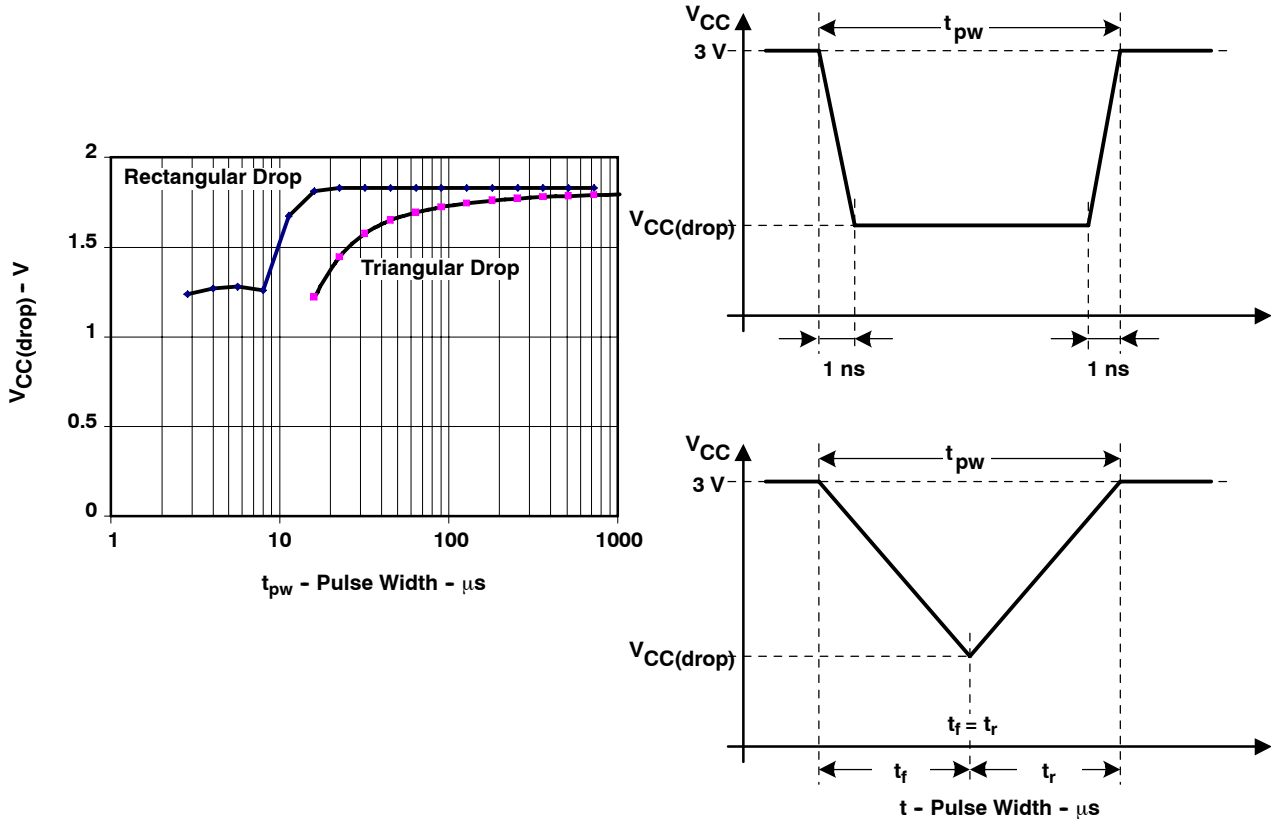 2
1.5
1
0.5
0
VCC(drop) - V
Rectangular Drop
Triangular Drop
1 10 100 1000
tpw - Pulse Width - μs
VCC
3 V
tpw
VCC(drop)
1 ns 1 ns
VCC
3 V
tpw
VCC(drop)
tf = tr
tf tr
t - Pulse Width - μs